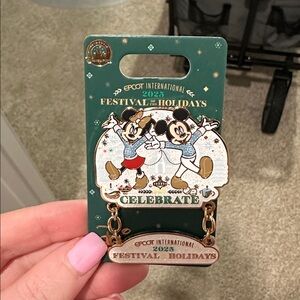 EPCOT INTERNATIONAL
2025
FESTIVAL OF THE HOLIDAYS
CELEBRATE
EPCOT INTERNATIONAL
2025
FESTIVAL OF THE HOLIDAYS